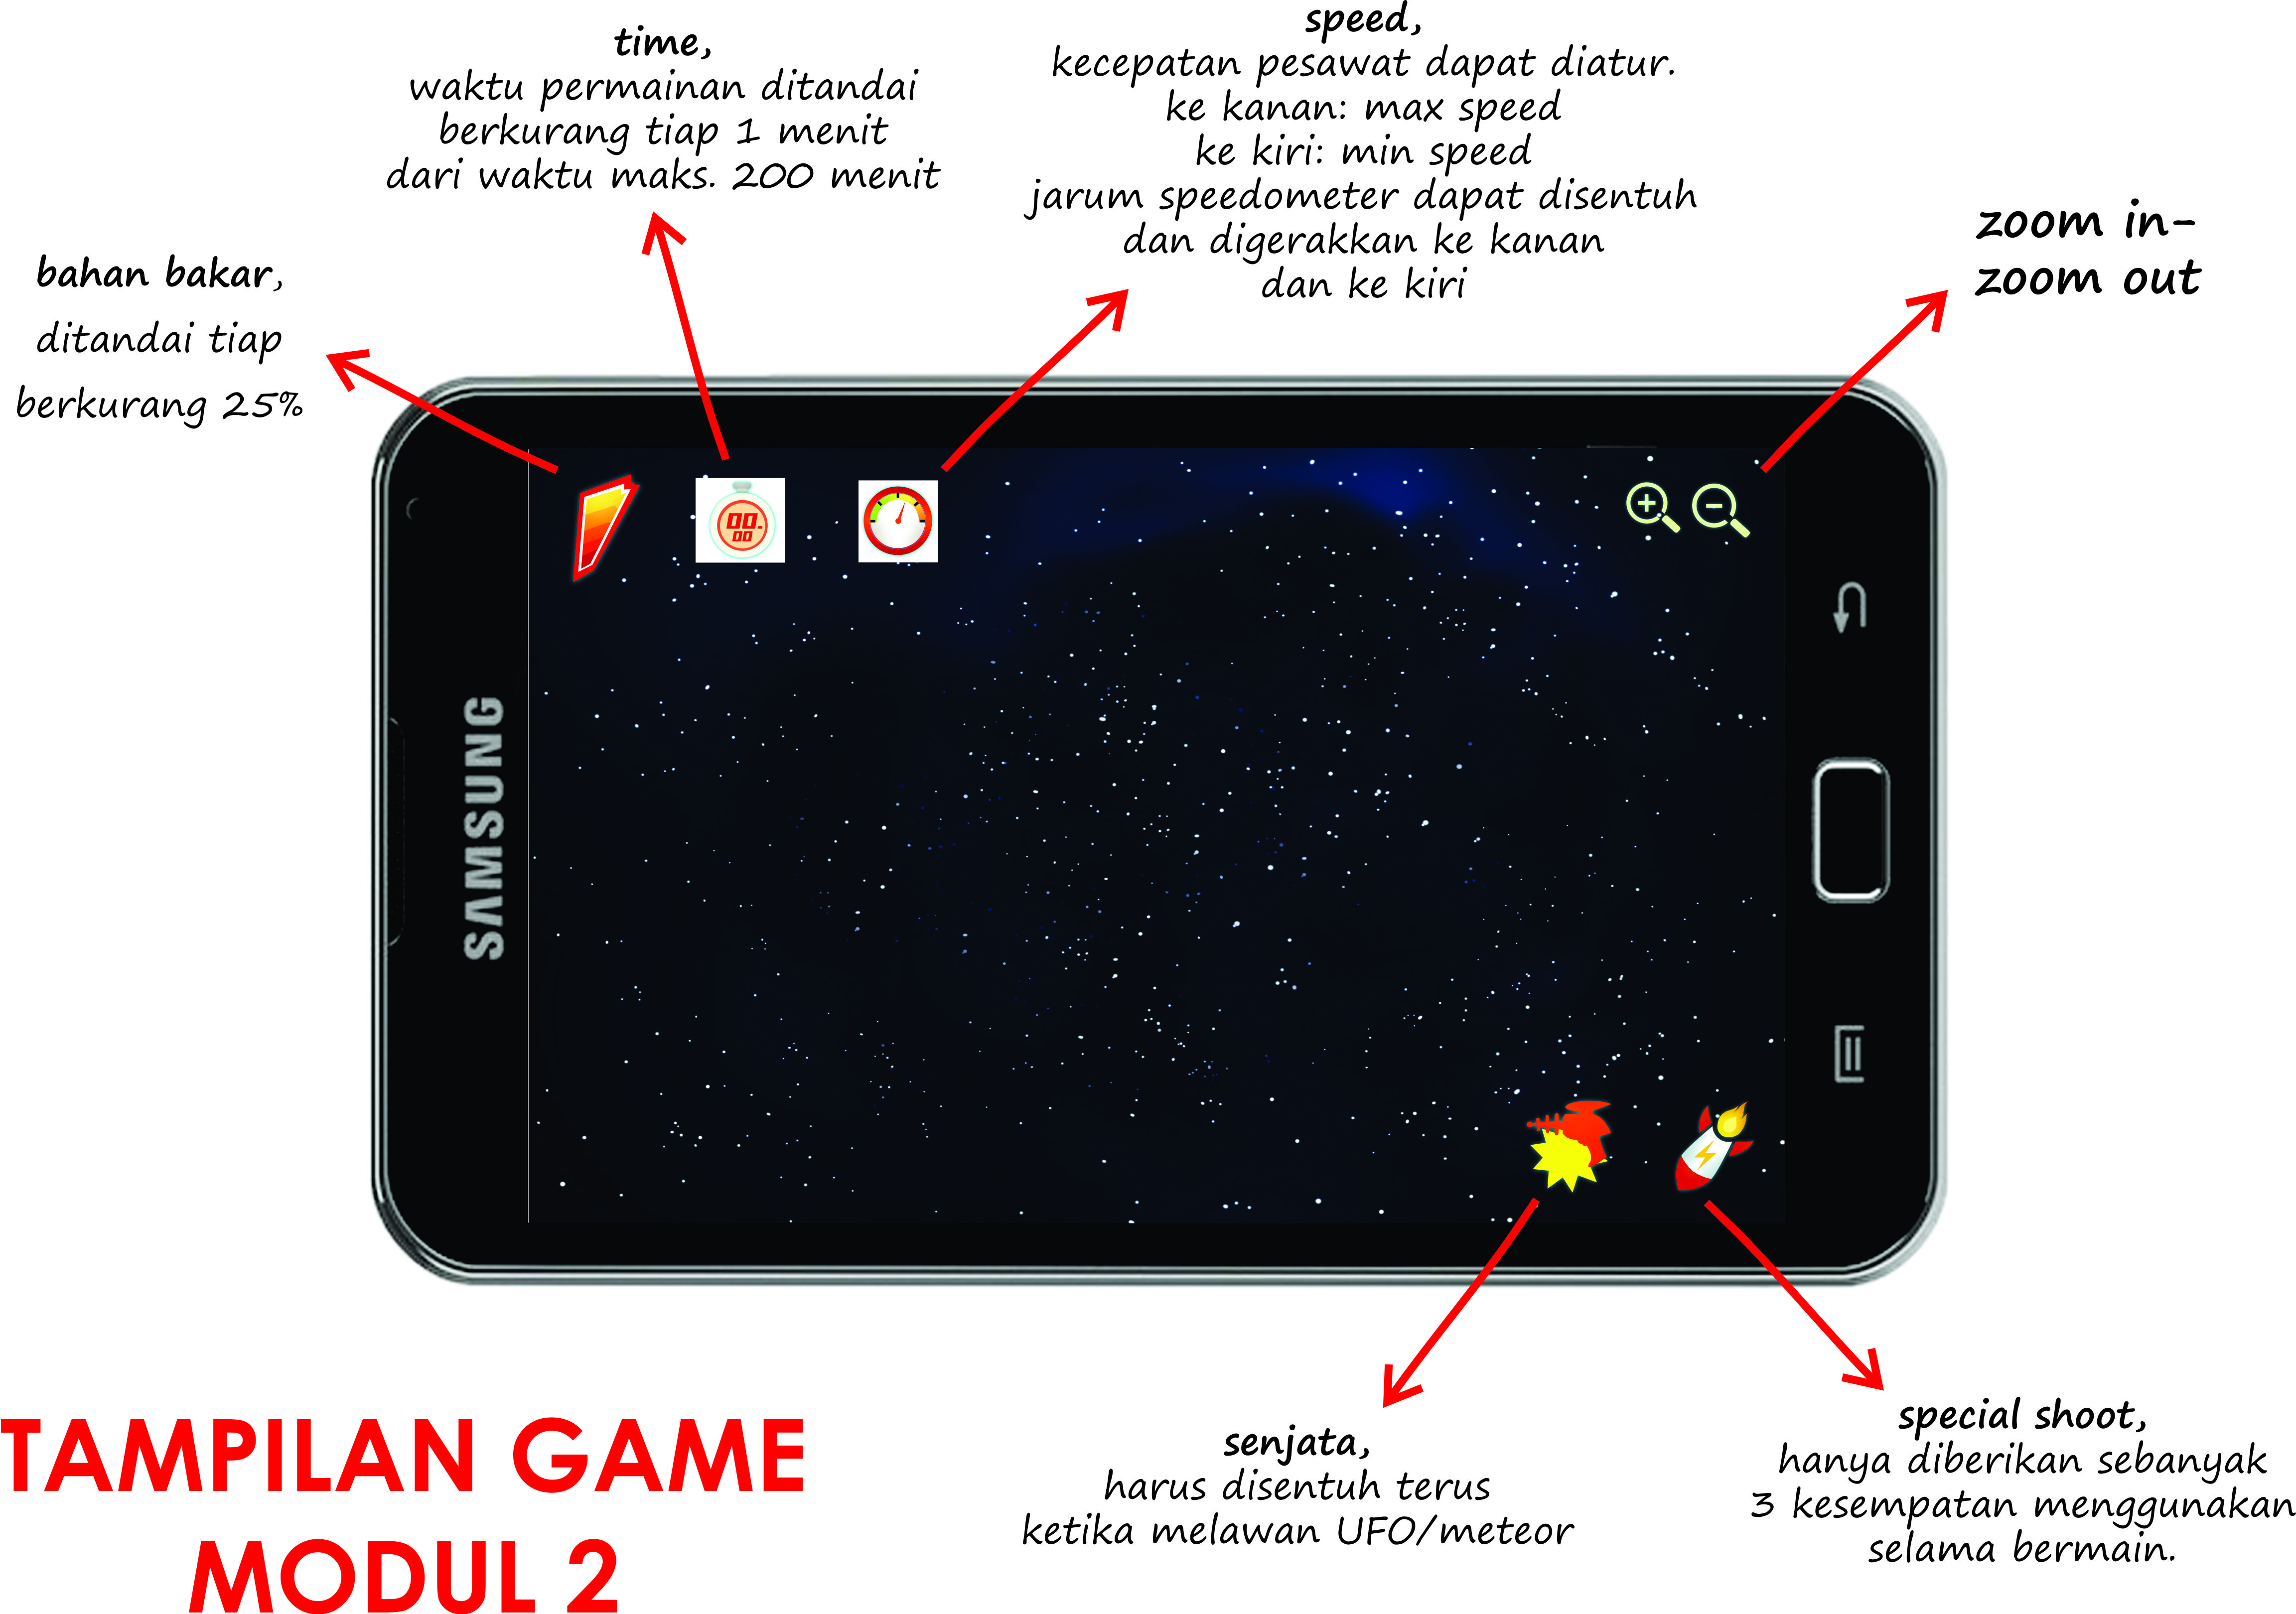 time,
waktu permainan ditandai
berkurang tiap 1 menit
dari waktu maks. 200 menit
speed,
kecepatan pesawat dapat diatur.
ke kanan: max speed
ke kiri: min speed
jarum speedometer dapat disentuh
dan digerakkan ke kanan
dan ke kiri
zoom in-
zoom out
bahan bakar,
ditandai tiap
berkurang 25%
00.
00
SAMSUNG
senjata,
harus disentuh terus
ketika melawan UFO/meteor
special shoot,
hanya diberikan sebanyak
3 kesempatan menggunakan
selama bermain.
TAMPILAN GAME
MODUL 2